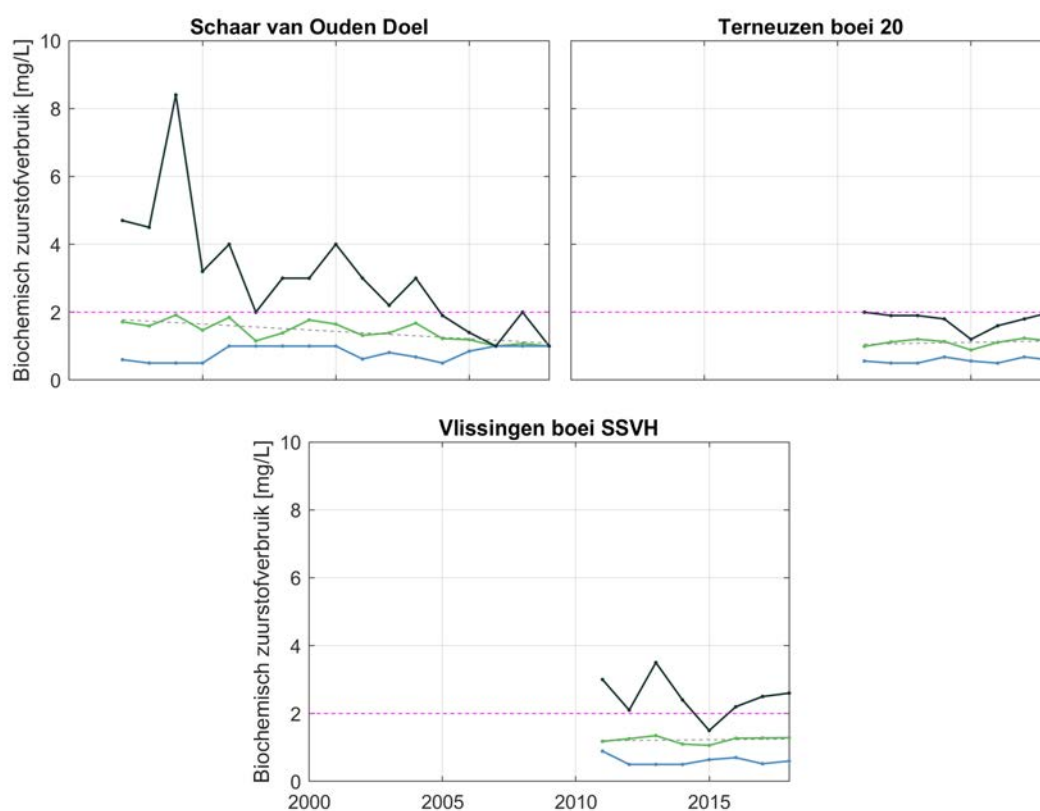 Schaar van Ouden Doel
Terneuzen boei 20
Biochemisch zuurstofverbruik [mg/L]
10
8
6
4
2
0
Vlissingen boei SSVH
Biochemisch zuurstofverbruik [mg/L]
10
8
6
4
2
0
2000 2005 2010 2015